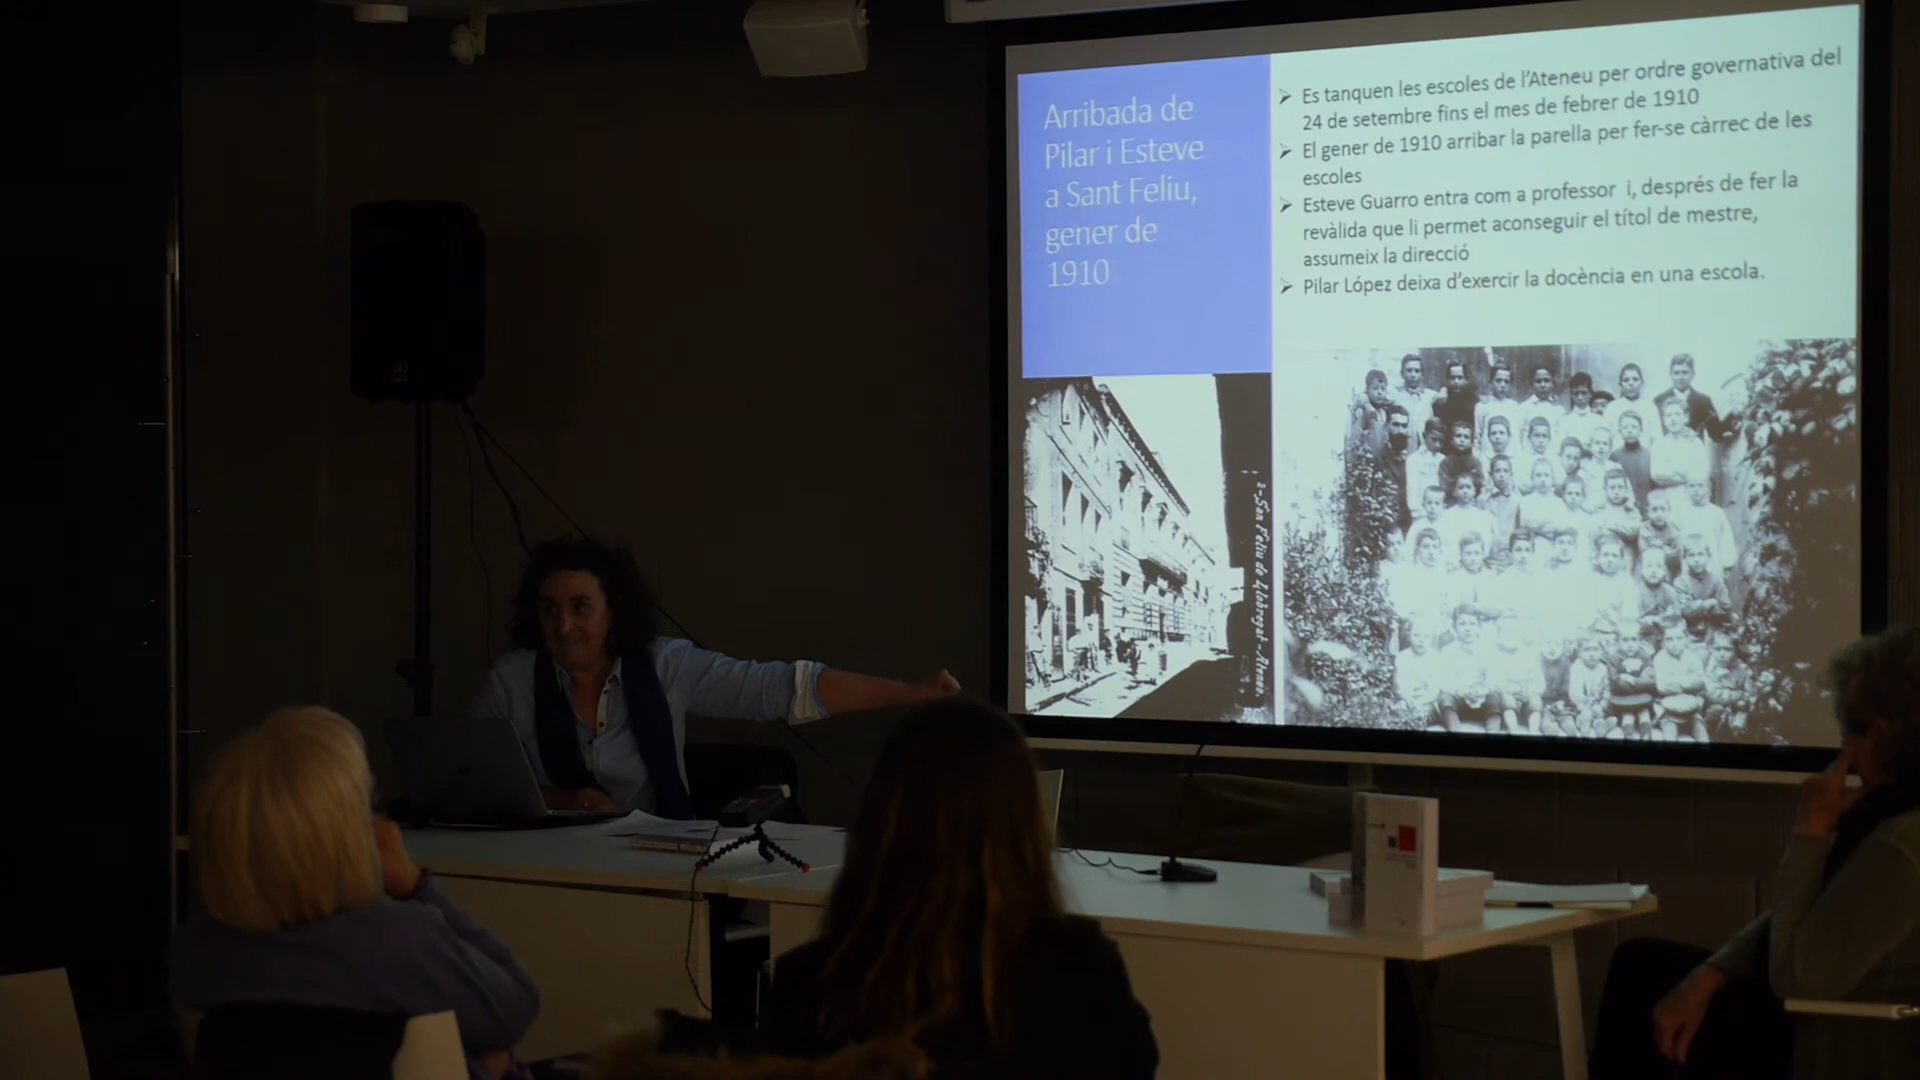 Arribada de
Pilar i Esteve
a Sant Feliu,
gener de
1910
Es tanquen les escoles de l'Ateneu per ordre governativa del
24 de setembre fins el mes de febrer de 1910
El gener de 1910 arribar la parella per fer-se càrrec de les
escoles
Esteve Guarro entra com a professor i, després de fer la
revàlida que li permet aconseguir el títol de mestre,
assumeix la direcció
Pilar López deixa d'exercir la docència en una escola.
San Feliu de Llobregat.-Ateneo.